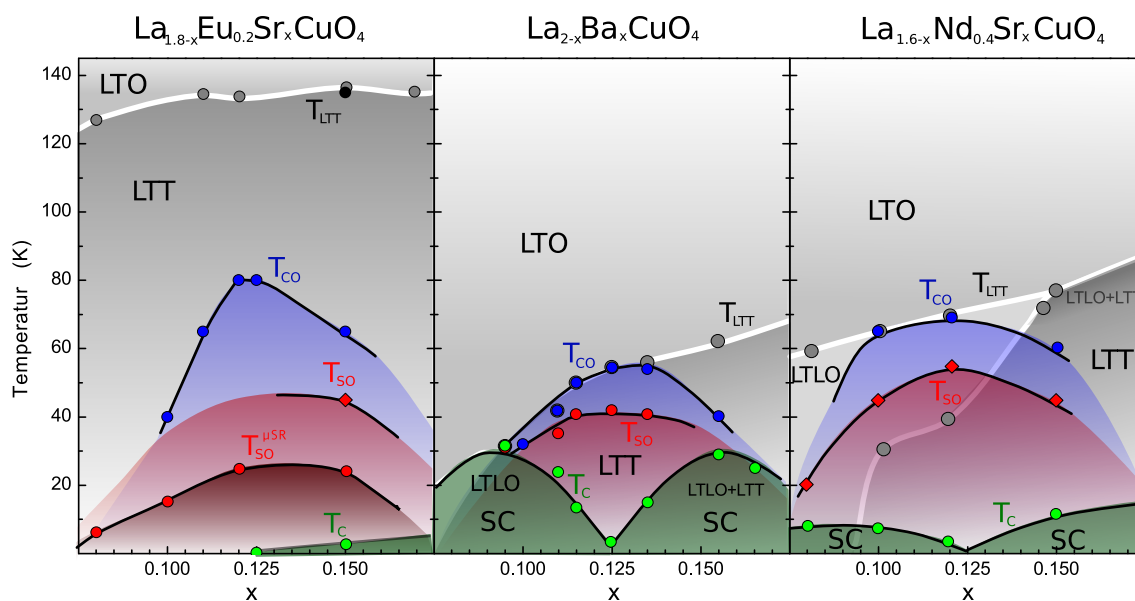 La1.8-xEu0.2SrxCuO4
La2-xBaxCuO4
La1.6-xNd0.4SrxCuO4
Temperatur (K)
140
120
100
80
60
40
20
LTO
TLTT
LTT
TCO
TSO
TSO μSR
TC
0.100
0.125
0.150
x
LTO
TLTT
TCO
TSO
LTT
LTLO
SC
TC
LTLO+LTT
SC
0.100
0.125
0.150
x
LTO
TCO
TLTT
LTLO+LTT
LTLO
LTT
TSO
TC
SC
SC
0.100
0.125
0.150
x